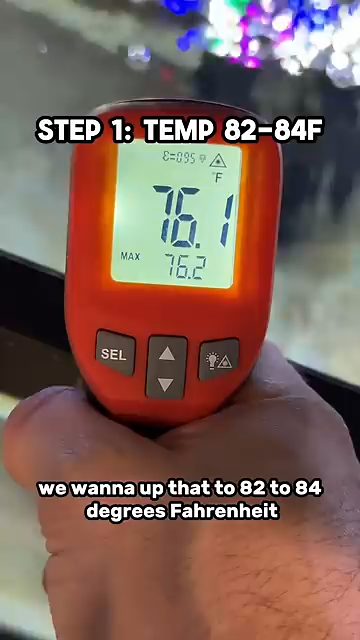 STEP 1: TEMP 82-84F
ε=0.95
°F
76.1
MAX 76.2
SEL
we wanna up that to 82 to 84
degrees Fahrenheit